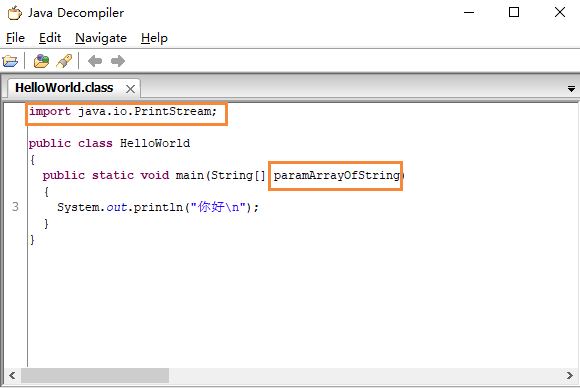 Java Decompiler
File Edit Navigate Help
HelloWorld.class
import java.io.PrintStream;
public class HelloWorld
{
public static void main(String[] paramArrayOfString)
{
3 System.out.println("你好\n");
}
}